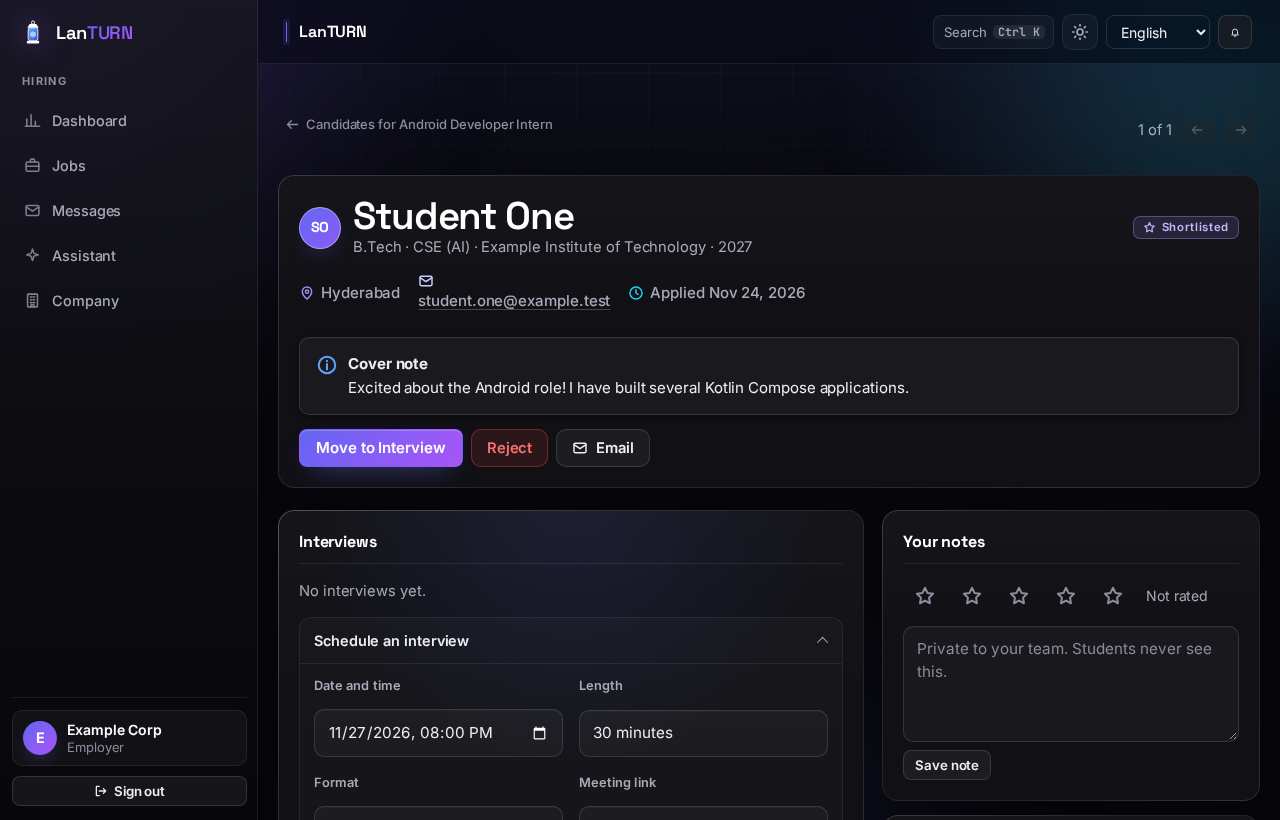 LanTURN
HIRING
Dashboard
Jobs
Messages
Assistant
Company
E
Example Corp
Employer
Sign out
LanTURN
Search Ctrl K
English
Candidates for Android Developer Intern
1 of 1
SO
Student One
B.Tech · CSE (AI) · Example Institute of Technology · 2027
Shortlisted
Hyderabad
student.one@example.test
Applied Nov 24, 2026
Cover note
Excited about the Android role! I have built several Kotlin Compose applications.
Move to Interview
Reject
Email
Interviews
No interviews yet.
Schedule an interview
Date and time
Length
11/27/2026, 08:00 PM
30 minutes
Format
Meeting link
Your notes
Not rated
Private to your team. Students never see
this.
Save note